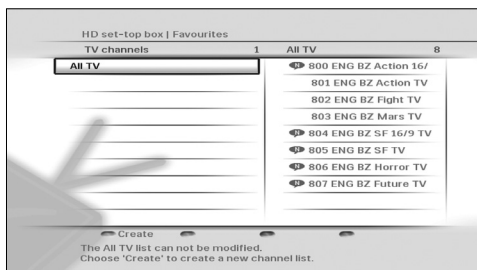 HD set-top box | Favourites
TV channels 1 All TV 8
All TV
800 ENG BZ Action 16/
801 ENG BZ Action TV
802 ENG BZ Fight TV
803 ENG BZ Mars TV
804 ENG BZ SF 16/9 TV
805 ENG BZ SF TV
806 ENG BZ Horror TV
807 ENG BZ Future TV
Create
The All TV list can not be modified.
Choose 'Create' to create a new channel list.